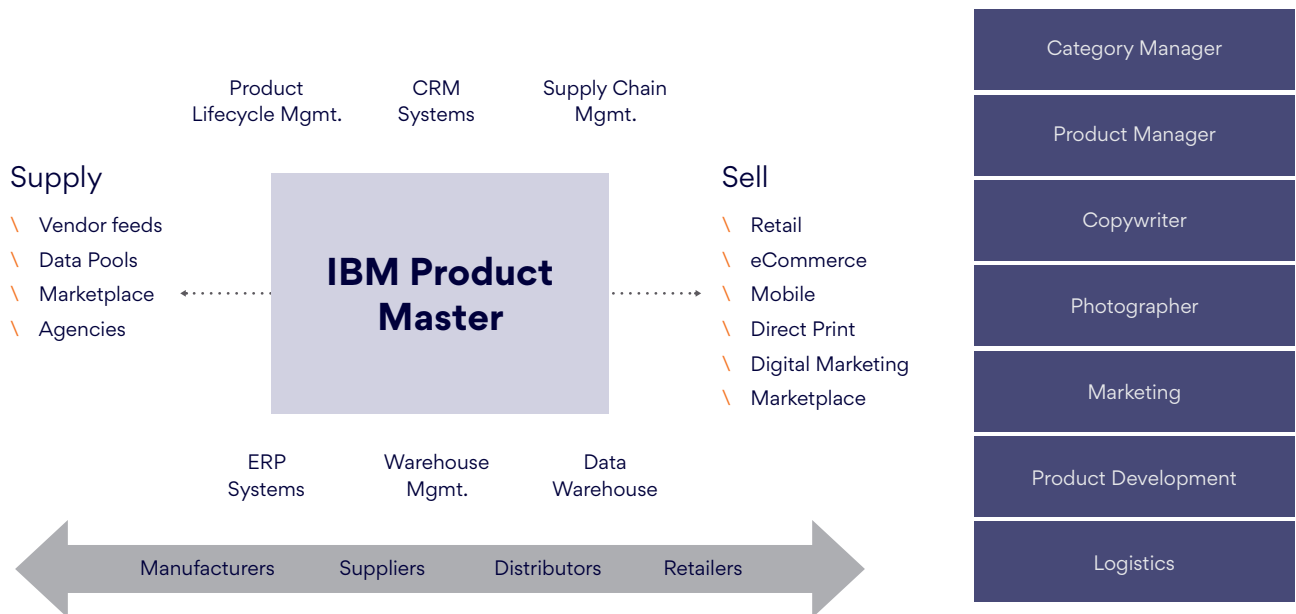 Product
Lifecycle Mgmt.
CRM
Systems
Supply Chain
Mgmt.
Supply
\ Vendor feeds
\ Data Pools
\ Marketplace
\ Agencies
IBM Product
Master
Sell
\ Retail
\ eCommerce
\ Mobile
\ Direct Print
\ Digital Marketing
\ Marketplace
ERP
Systems
Warehouse
Mgmt.
Data
Warehouse
Manufacturers
Suppliers
Distributors
Retailers
Category Manager
Product Manager
Copywriter
Photographer
Marketing
Product Development
Logistics